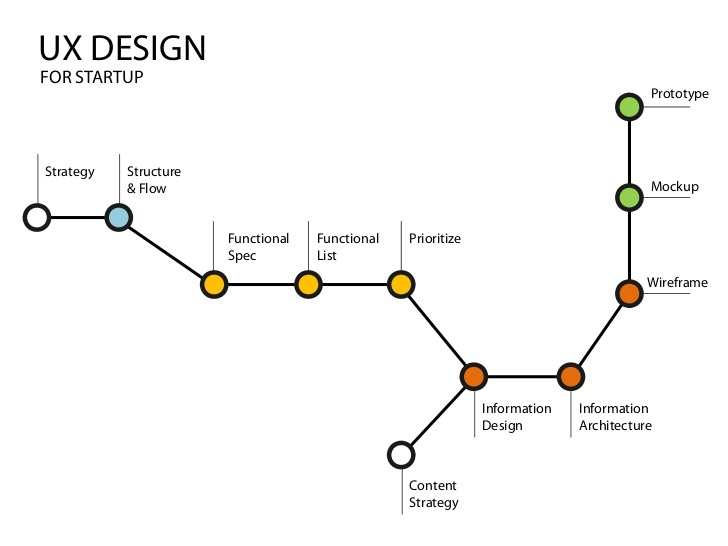 UX DESIGN
FOR STARTUP
Prototype
Strategy
Structure
& Flow
Mockup
Functional
Spec
Functional
List
Prioritize
Wireframe
Information
Design
Information
Architecture
Content
Strategy